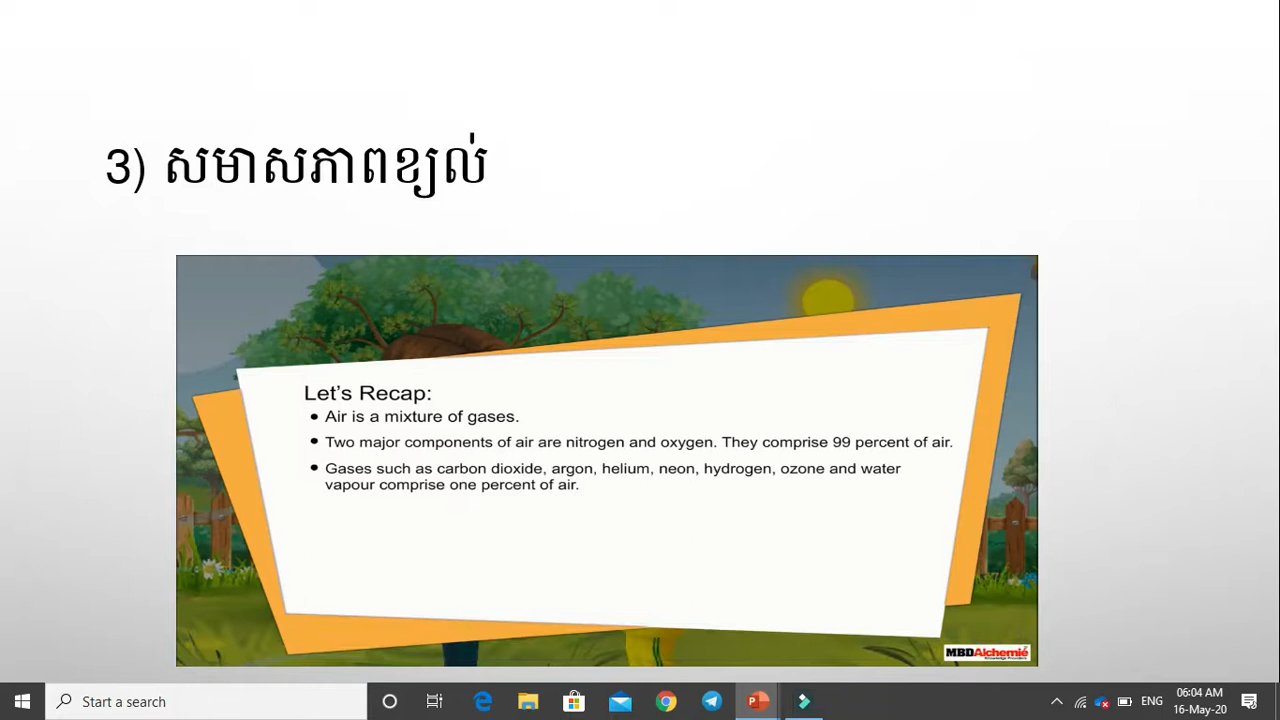 3) សមាសភាពខ្យល់
Let's Recap:
• Air is a mixture of gases.
• Two major components of air are nitrogen and oxygen. They comprise 99 percent of air.
• Gases such as carbon dioxide, argon, helium, neon, hydrogen, ozone and water
vapour comprise one percent of air.
MBDAlchemie
Knowledge Providers
Start a search
ENG
06:04 AM
16-May-20